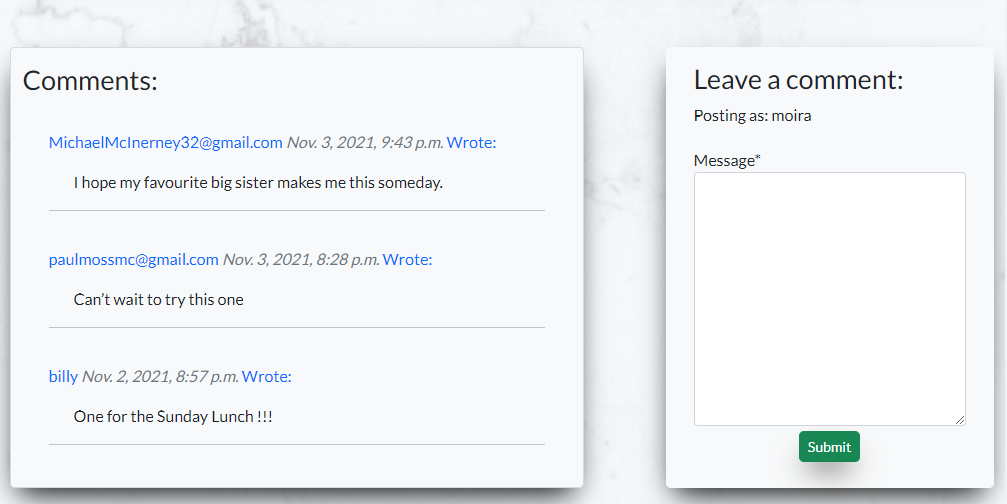 Comments:
MichaelMcInerney32@gmail.com Nov. 3, 2021, 9:43 p.m. Wrote:
I hope my favourite big sister makes me this someday.
paulmossmc@gmail.com Nov. 3, 2021, 8:28 p.m. Wrote:
Can’t wait to try this one
billy Nov. 2, 2021, 8:57 p.m. Wrote:
One for the Sunday Lunch !!!
Leave a comment:
Posting as: moira
Message*
Submit